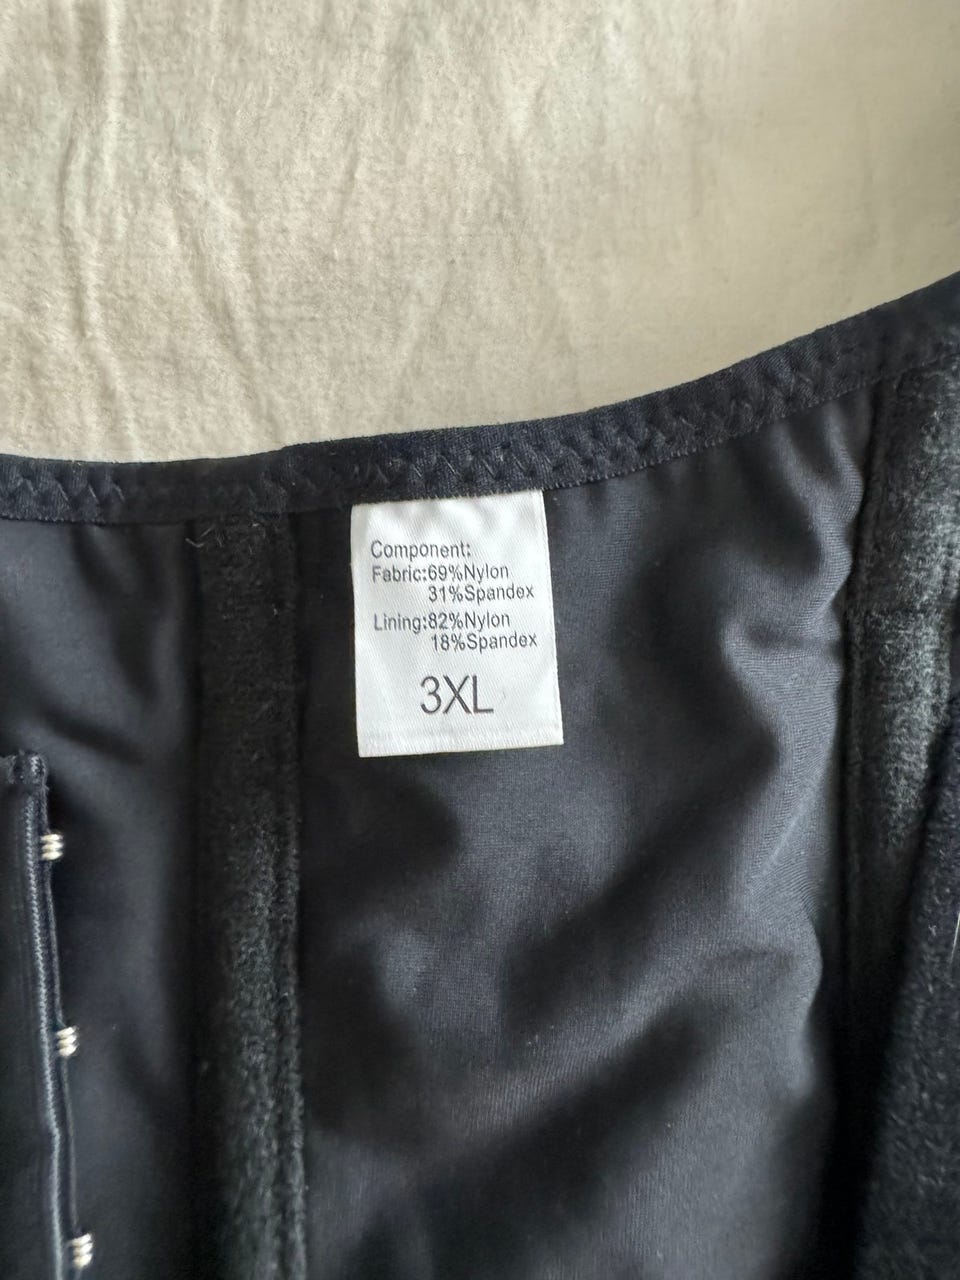 Component:
Fabric:69%Nylon
31%Spandex
Lining:82%Nylon
18%Spandex
3XL